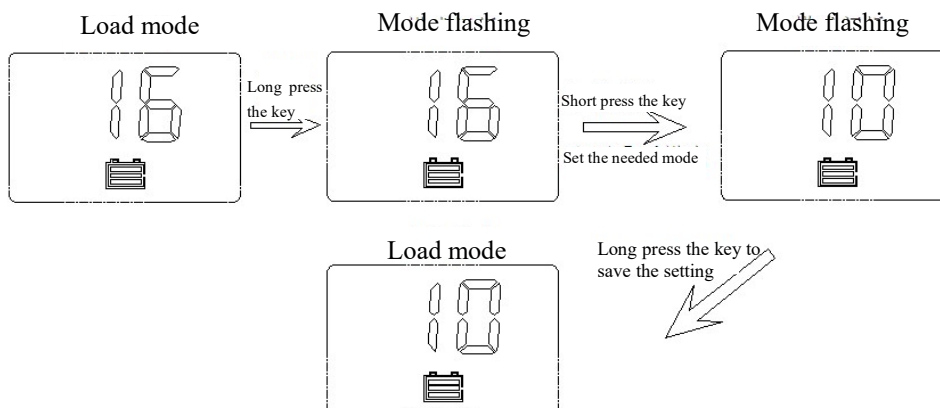 Load mode
Mode flashing
Mode flashing
16
Long press
the key
16
Short press the key
Set the needed mode
10
Load mode
Long press the key to
save the setting
10